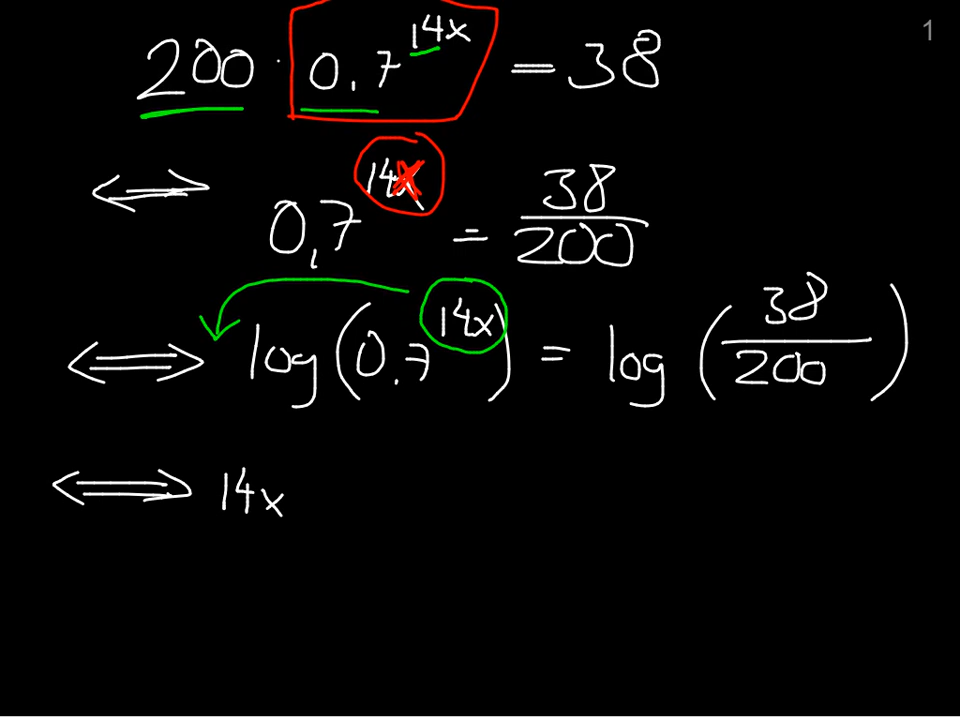 1
200 · 0,7^14x = 38
⟺ 0,7^14x = 38/200
⟺ log(0,7^14x) = log(38/200)
⟺ 14x